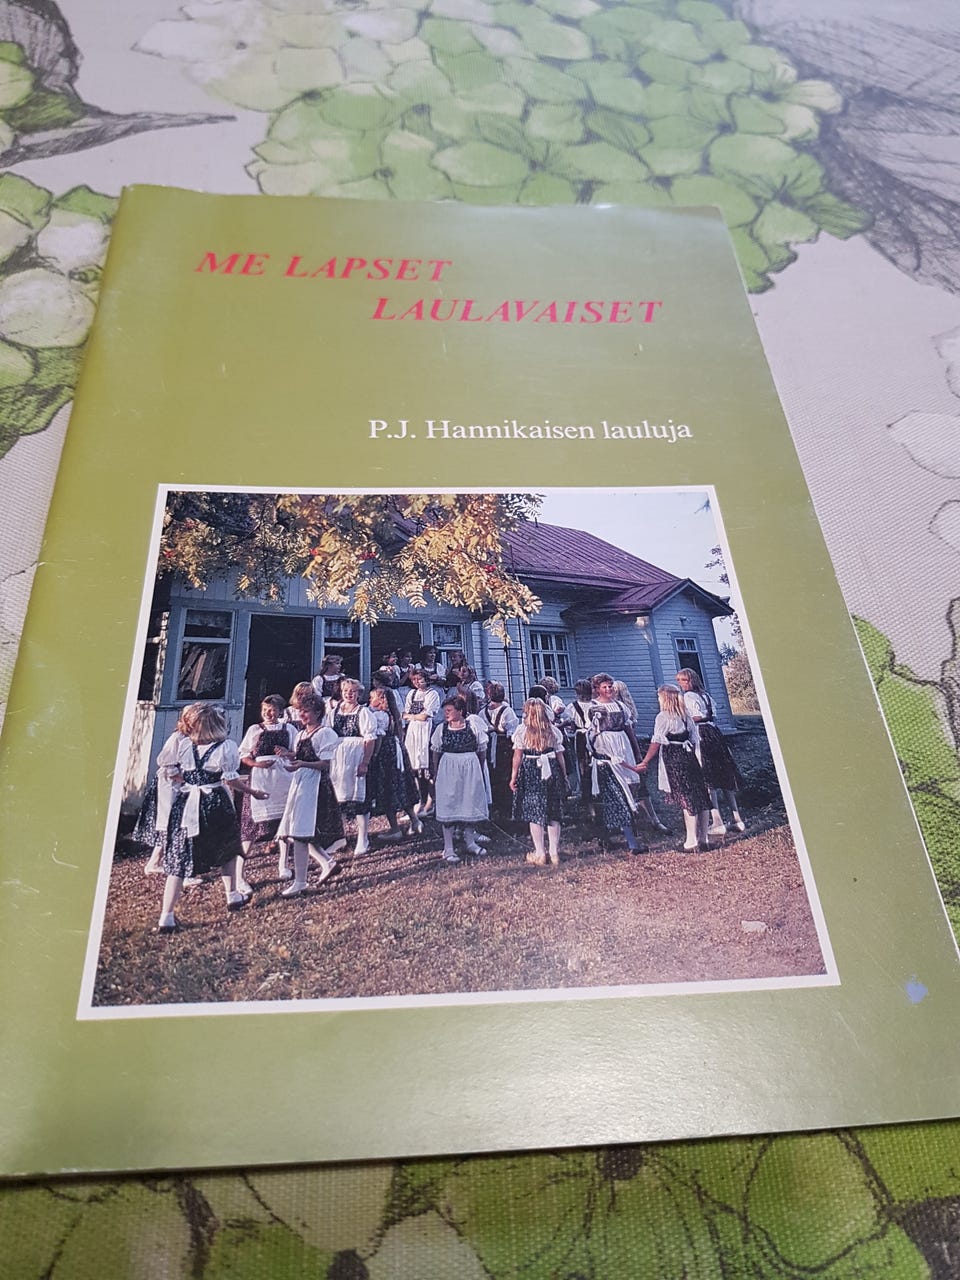 ME LAPSET
LAULAVAISET
P.J. Hannikaisen lauluja